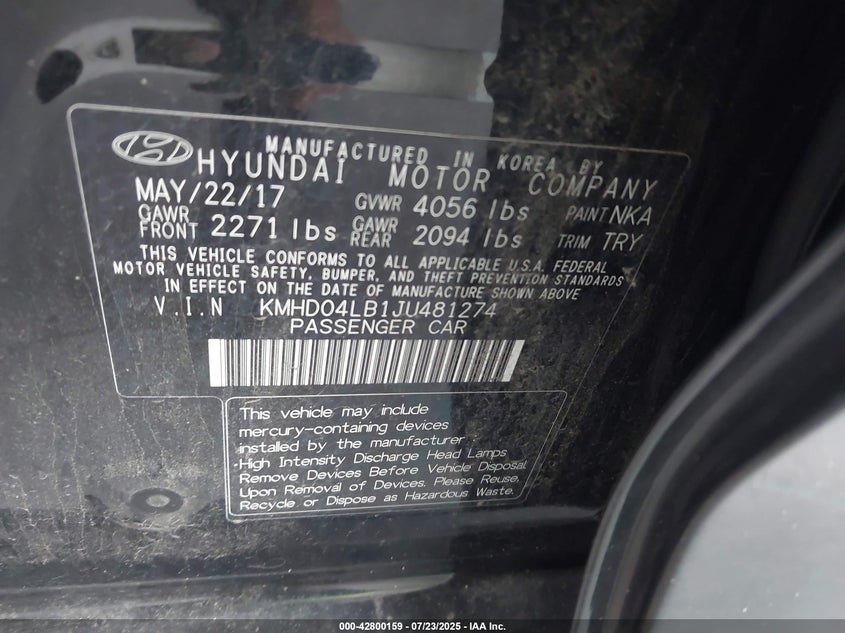 MANUFACTURED IN KOREA BY
HYUNDAI MOTOR COMPANY
MAY/22/17 GVWR 4056 lbs PAINT NKA
GAWR FRONT 2271 lbs GAWR REAR 2094 lbs TRIM TRY
THIS VEHICLE CONFORMS TO ALL APPLICABLE U.S.A. FEDERAL
MOTOR VEHICLE SAFETY, BUMPER, AND THEFT PREVENTION STANDARDS
IN EFFECT ON THE DATE OF MANUFACTURE SHOWN ABOVE
V.I.N KMHD04LB1JU481274
PASSENGER CAR
This vehicle may include
mercury-containing devices
installed by the manufacturer :
·High Intensity Discharge Head Lamps
Remove Devices Before Vehicle Disposal
Upon Removal of Devices. Please Reuse,
Recycle or Dispose as Hazardous Waste.
000-42800159 - 07/23/2025 - IAA Inc.